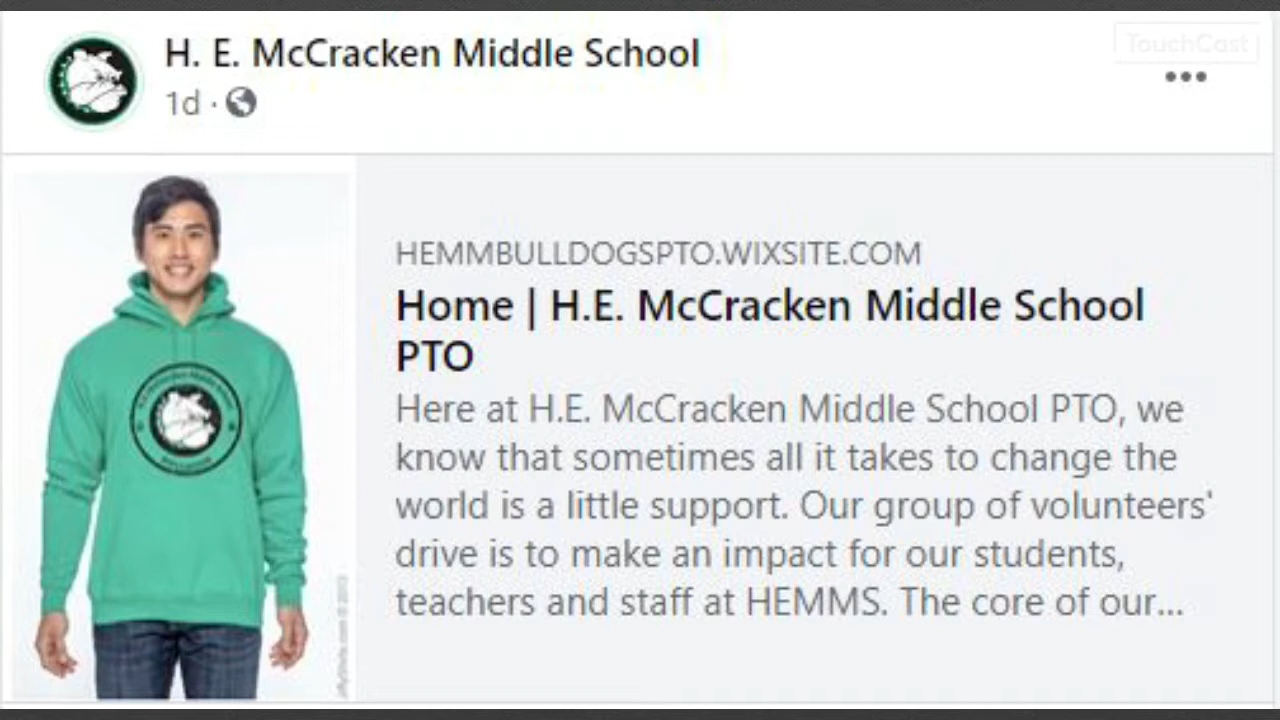 H. E. McCracken Middle School
TouchCast
1d ·
HEMMBULLDOGSPTO.WIXSITE.COM
Home | H.E. McCracken Middle School
PTO
Here at H.E. McCracken Middle School PTO, we
know that sometimes all it takes to change the
world is a little support. Our group of volunteers'
drive is to make an impact for our students,
teachers and staff at HEMMS. The core of our...